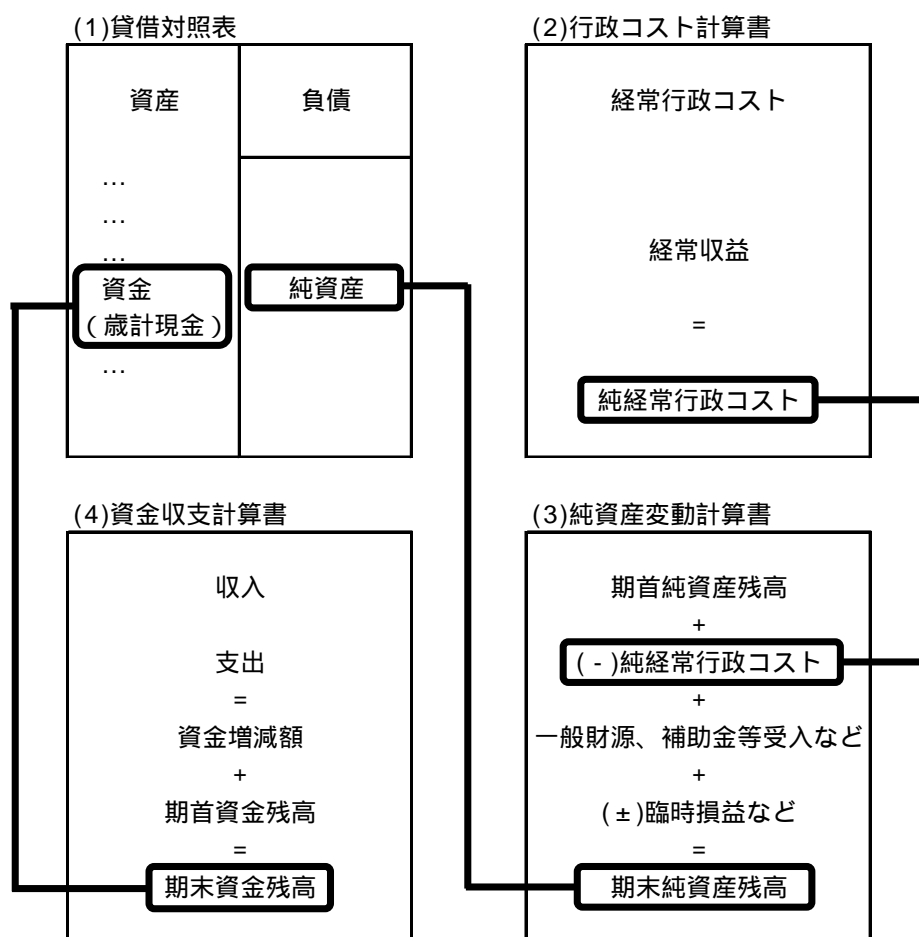 (1)貸借対照表
資産
負債
…
…
…
資金
(歳計現金)
…
純資産
(2)行政コスト計算書
経常行政コスト
経常収益
=
純経常行政コスト
(4)資金収支計算書
収入
支出
=
資金増減額
+
期首資金残高
=
期末資金残高
(3)純資産変動計算書
期首純資産残高
+
(-)純経常行政コスト
+
一般財源、補助金等受入など
+
(±)臨時損益など
=
期末純資産残高